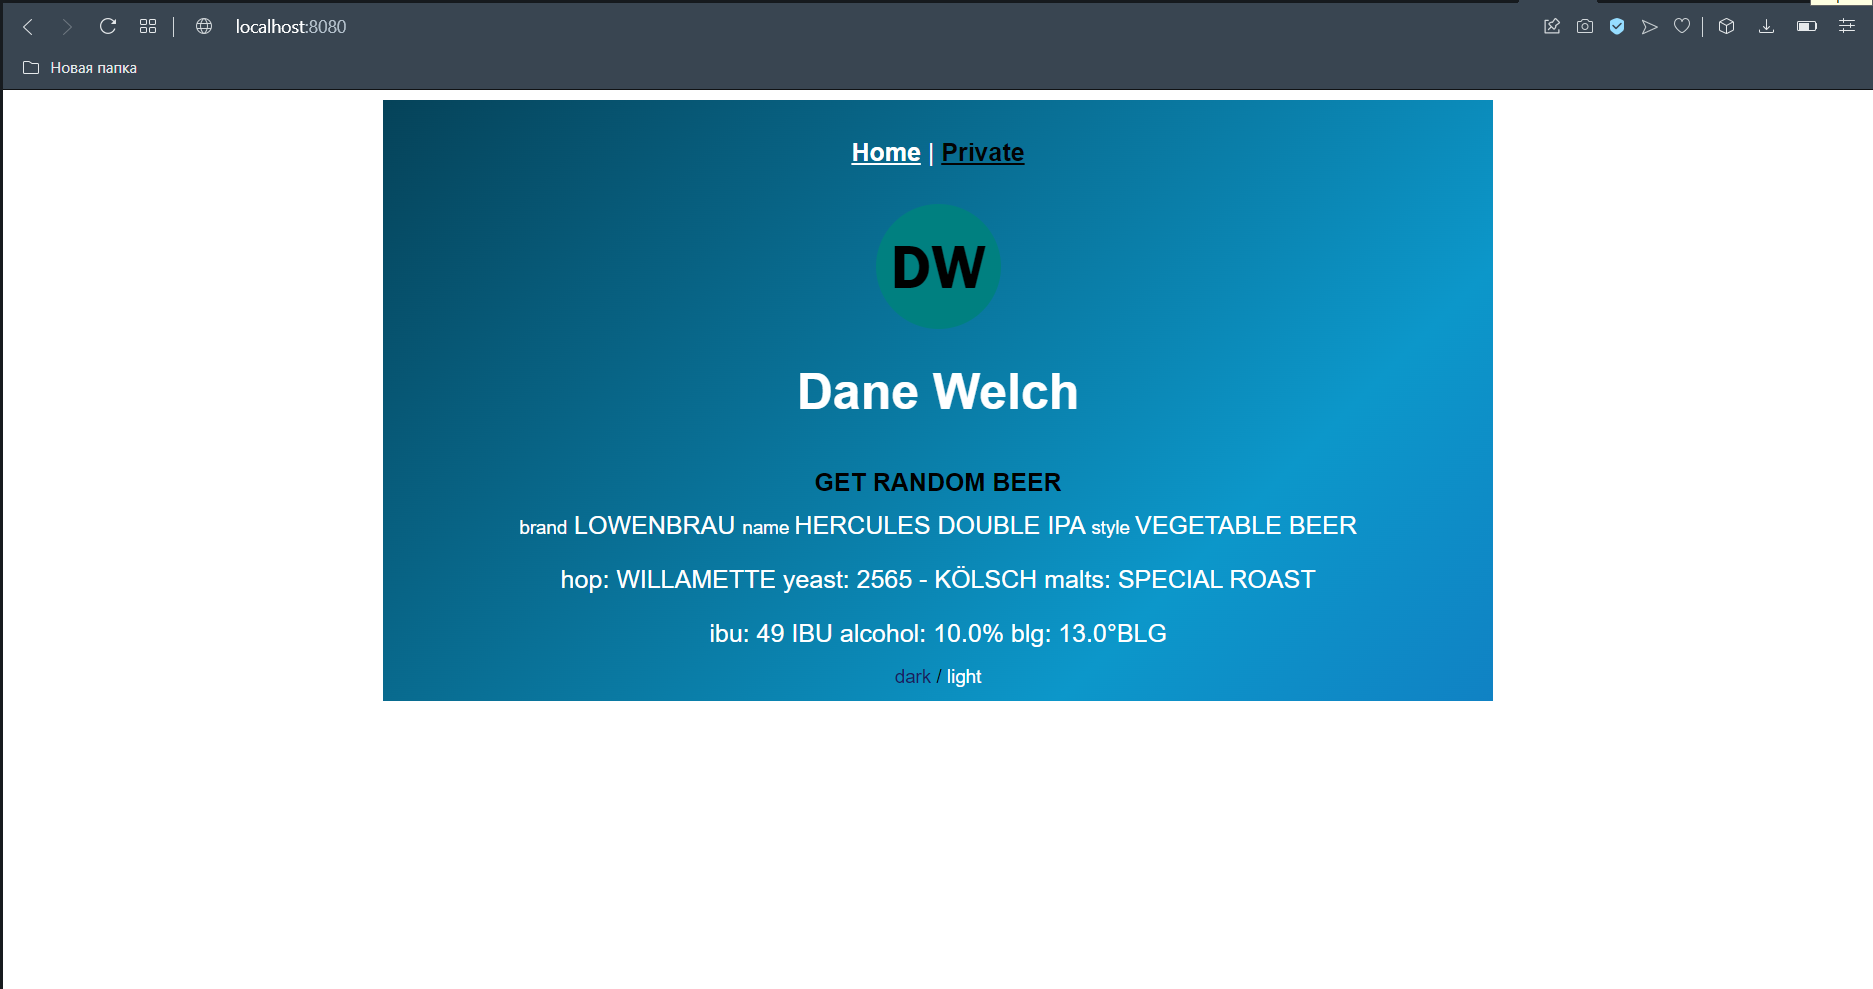 localhost:8080
Новая папка
Home | Private
DW
Dane Welch
GET RANDOM BEER
brand LOWENBRAU name HERCULES DOUBLE IPA style VEGETABLE BEER
hop: WILLAMETTE yeast: 2565 - KÖLSCH malts: SPECIAL ROAST
ibu: 49 IBU alcohol: 10.0% blg: 13.0°BLG
dark / light